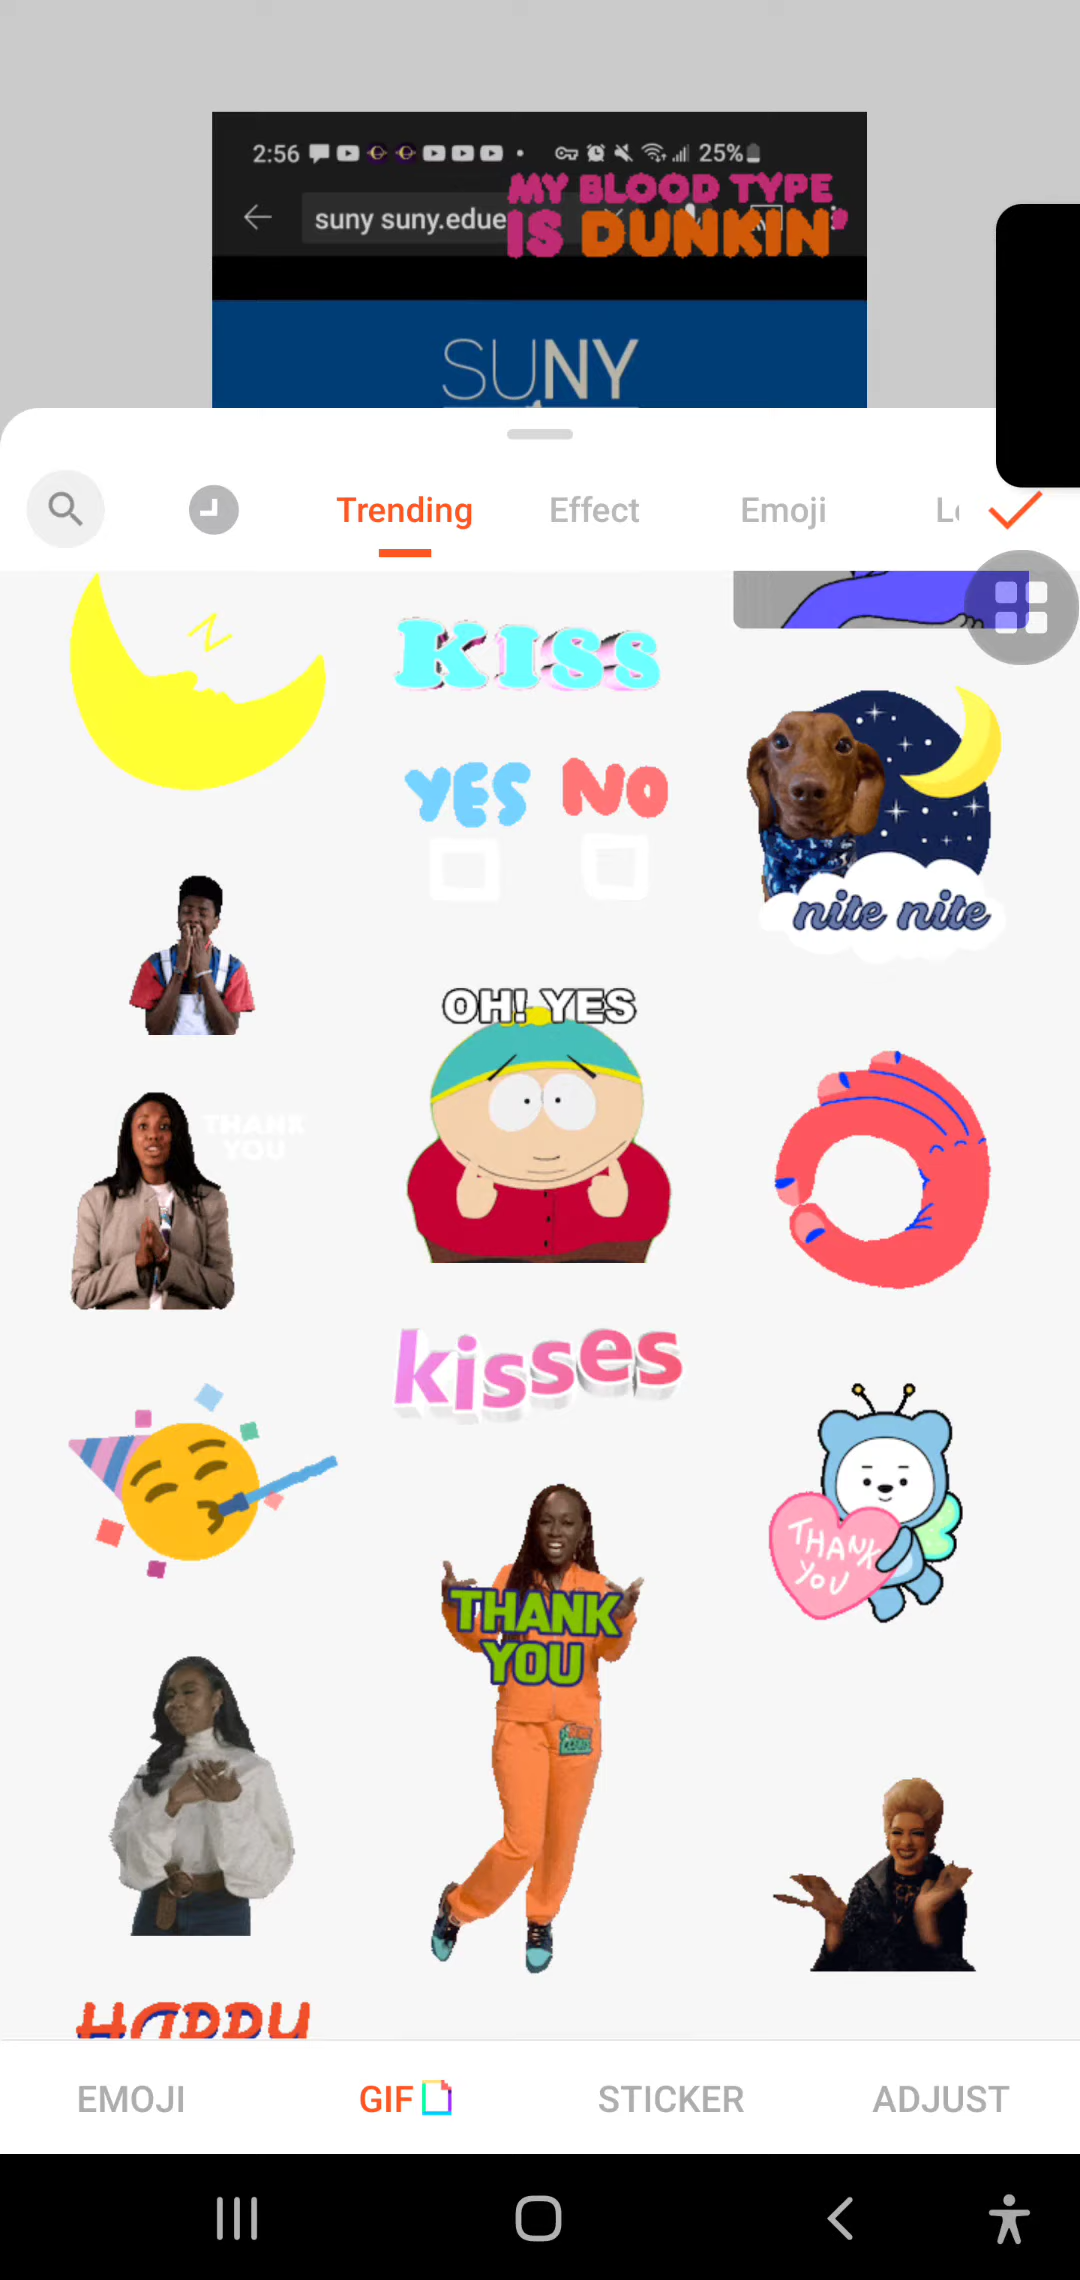 2:56
25%
MY BLOOD TYPE
suny suny.edue
IS DUNKIN'
SUNY
Trending
Effect
Emoji
KISS
YES NO
nite nite
OH! YES
THANK
YOU
kisses
THANK
YOU
THANK
YOU
HAPPY
EMOJI
GIF
STICKER
ADJUST